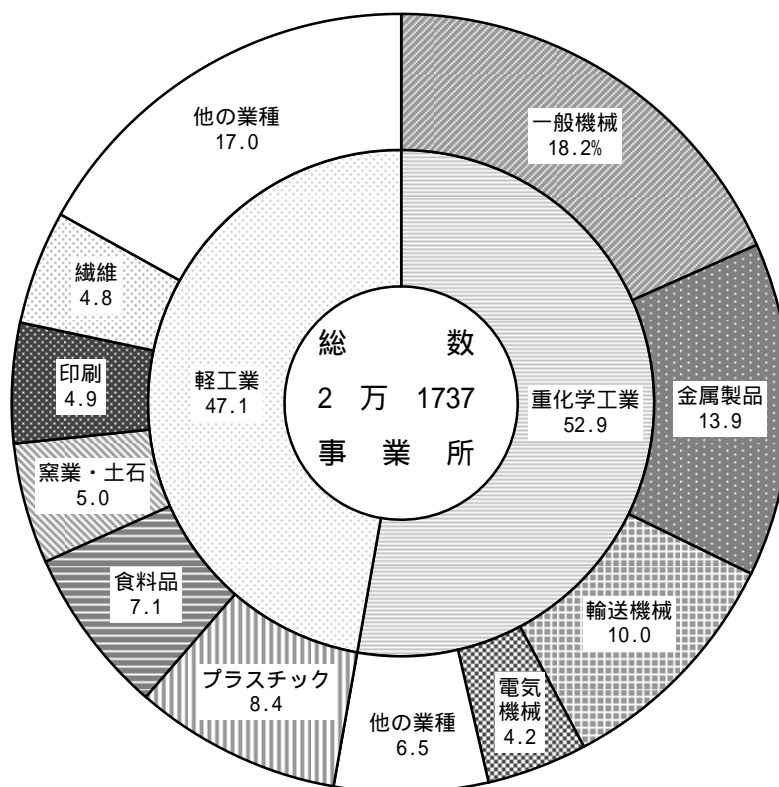 他の業種
17.0
一般機械
18.2%
繊維
4.8
総数
2万1737
事業所
印刷
4.9
軽工業
47.1
重化学工業
52.9
金属製品
13.9
窯業・土石
5.0
食料品
7.1
輸送機械
10.0
プラスチック
8.4
他の業種
6.5
電気
機械
4.2